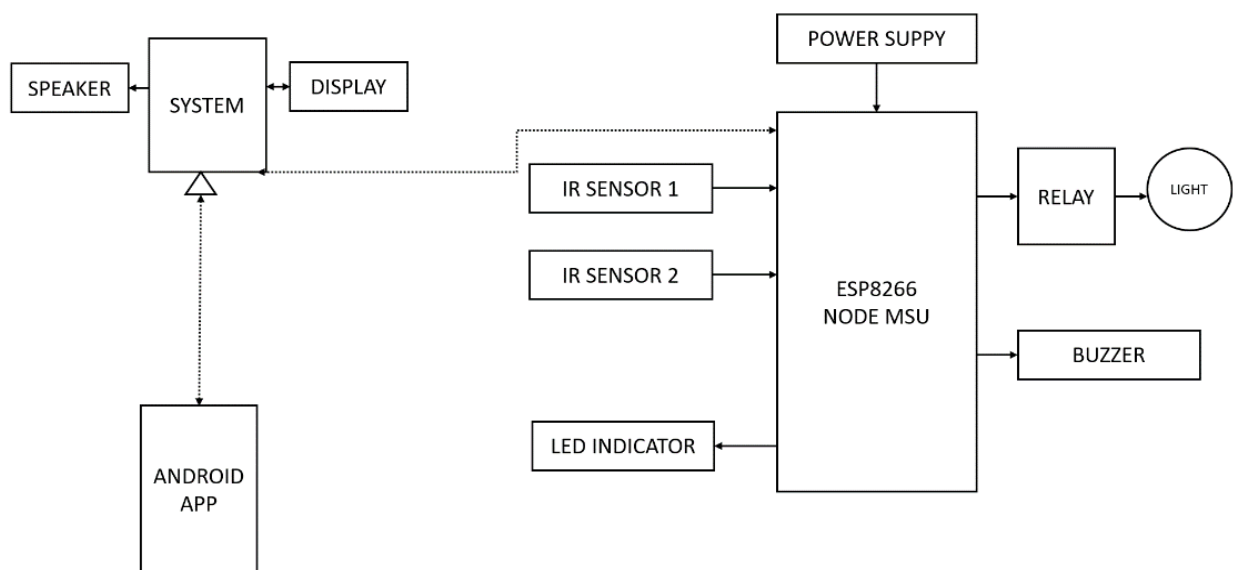 POWER SUPPY
SPEAKER
SYSTEM
DISPLAY
IR SENSOR 1
RELAY
LIGHT
IR SENSOR 2
ESP8266
NODE MSU
BUZZER
LED INDICATOR
ANDROID
APP